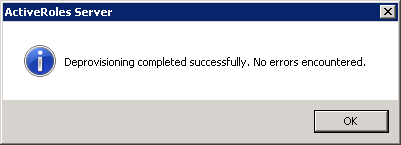 ActiveRoles Server
Deprovisioning completed successfully. No errors encountered.
OK